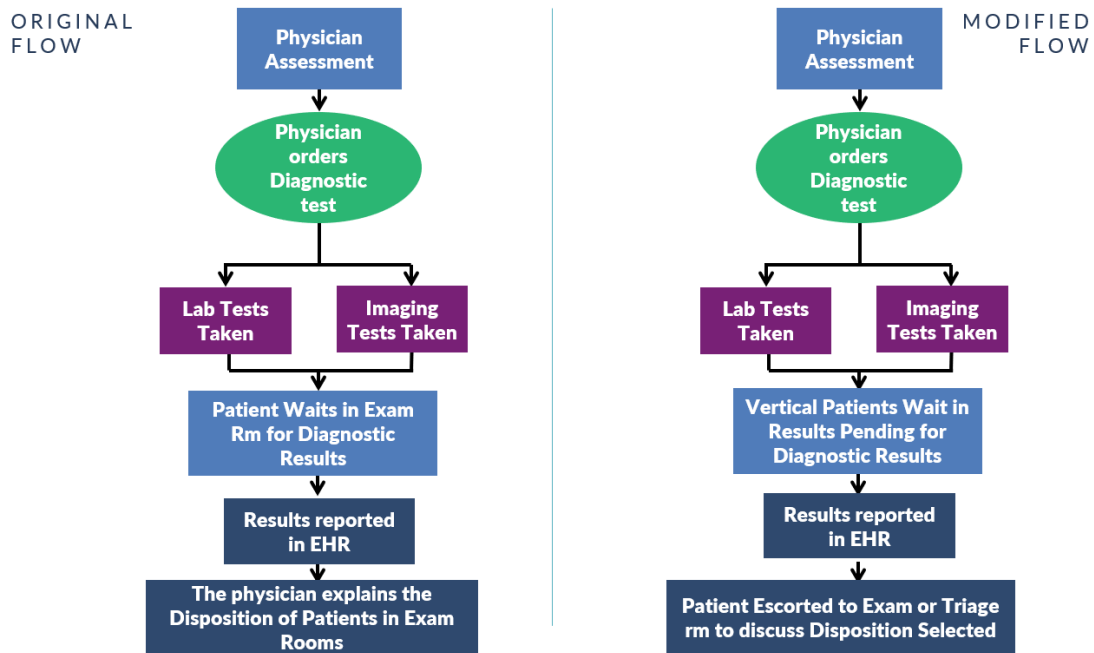 ORIGINAL
FLOW
Physician
Assessment
Physician
orders
Diagnostic
test
Lab Tests
Taken
Imaging
Tests Taken
Patient Waits in Exam
Rm for Diagnostic
Results
Results reported
in EHR
The physician explains the
Disposition of Patients in Exam
Rooms
MODIFIED
FLOW
Physician
Assessment
Physician
orders
Diagnostic
test
Lab Tests
Taken
Imaging
Tests Taken
Vertical Patients Wait in
Results Pending for
Diagnostic Results
Results reported
in EHR
Patient Escorted to Exam or Triage
rm to discuss Disposition Selected